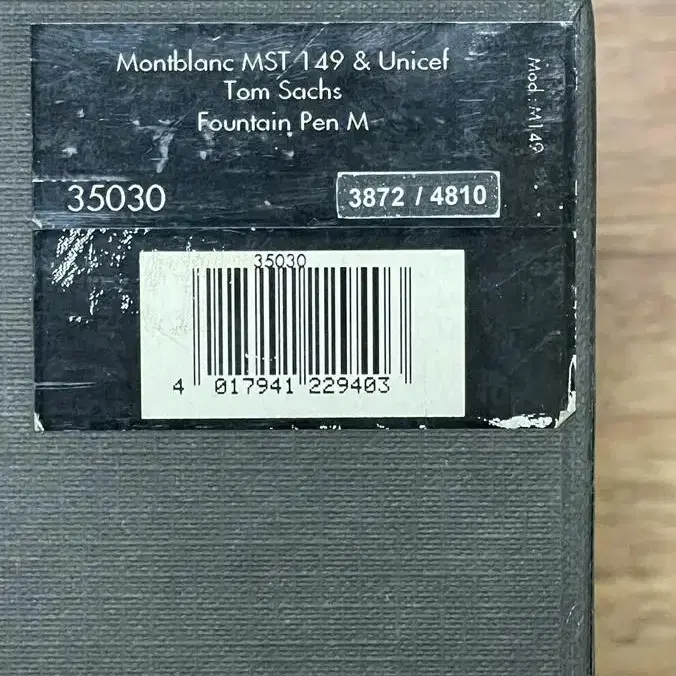 Montblanc MST 149 & Unicef
Tom Sachs
Fountain Pen M
Mod.: M149
35030
3872 / 4810
35030
4 017941 229403